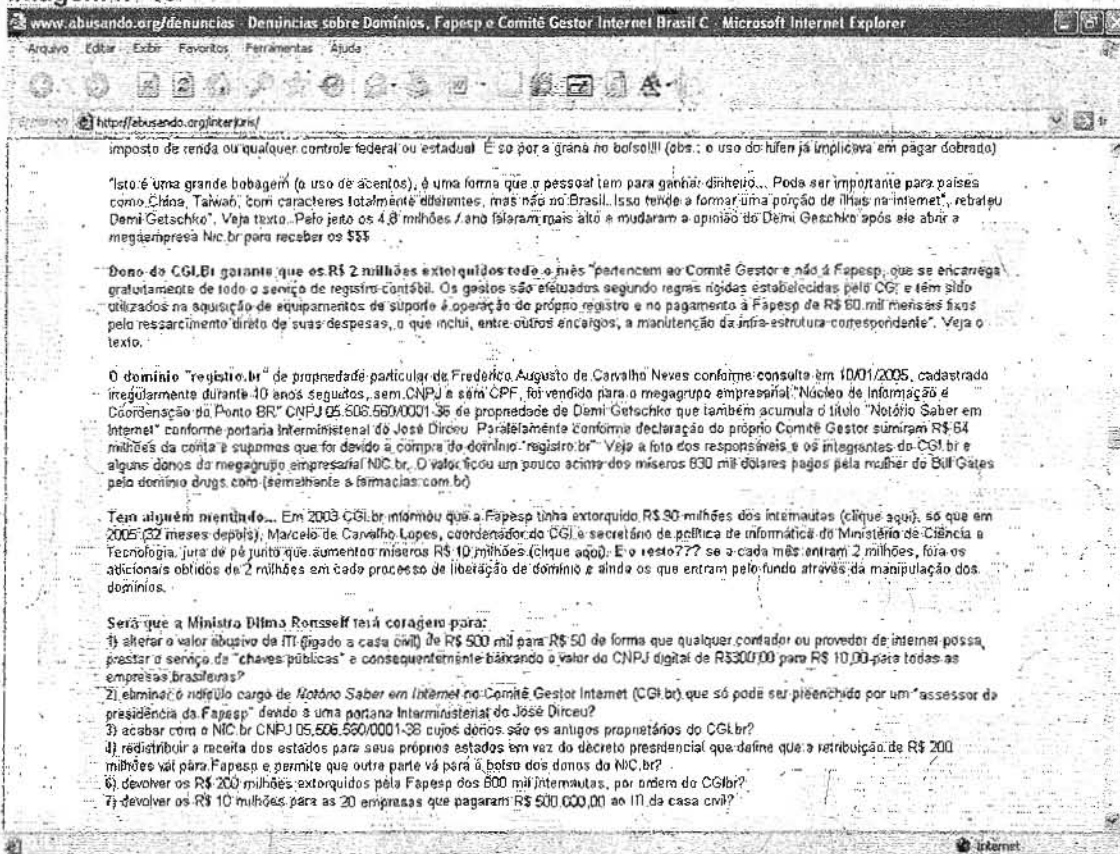 www.abusando.org/denuncias - Denúncias sobre Domínios, Fapesp e Comitê Gestor Internet Brasil C - Microsoft Internet Explorer
Arquivo Editar Exibir Favoritos Ferramentas Ajuda
http://abusando.org/interjuris/
imposto de renda ou qualquer controle federal ou estadual. É so por a grana no bolso!!!! (obs.: o uso do hífen já implicava em pagar dobrado)
"Isto é uma grande bobagem (o uso de acentos), é uma forma que o pessoal tem para ganhar dinheiro... Pode ser importante para países
como China, Taiwan, com caracteres totalmente diferentes, mas não no Brasil. Isso tende a formar uma porção de ilhas na internet", rebateu
Demi Getschko". Veja texto. Pelo jeito os 4,8 milhões / ano falaram mais alto e mudaram a opinião do Demi Geschko após ele abrir a
megaempresa Nic.br para receber os $$$
Dono do CGI.Br garante que os R$ 2 milhões extorquidos todo o mês "pertencem ao Comitê Gestor e não à Fapesp, que se encarrega
gratuitamente de todo o serviço de registro contábil. Os gastos são efetuados segundo regras rígidas estabelecidas pelo CGI e têm sido
utilizados na aquisição de equipamentos de suporte à operação do próprio registro e no pagamento à Fapesp de R$ 60 mil mensais fixos
pelo ressarcimento direto de suas despesas, o que inclui, entre outros encargos, a manutenção da infra-estrutura correspondente". Veja o
texto.
O domínio "registro.br" de propriedade particular de Frederico Augusto de Carvalho Neves conforme consulta em 10/01/2005, cadastrado
irregularmente durante 10 anos seguidos, sem CNPJ e sem CPF, foi vendido para o megagrupo empresarial "Núcleo de Informação e
Coordenação do Ponto BR" CNPJ 05.506.560/0001-36 de propriedade de Demi Getschko que também acumula o título "Notório Saber em
Internet" conforme portaria Interministerial do José Dirceu. Paralelamente conforme declaração do próprio Comitê Gestor sumiram R$ 64
milhões da conta e supomos que foi devido a compra do domínio "registro.br". Veja a foto dos responsáveis e os integrantes do CGI.br e
alguns donos do megagrupo empresarial NIC.br. O valor ficou um pouco acima dos míseros 830 mil dólares pagos pela mulher do Bill Gates
pelo domínio drugs.com (semelhante a farmacias.com.br)
Tem alguém mentindo... Em 2003 CGI.br informou que a Fapesp tinha extorquido R$ 90 milhões dos internautas (clique aqui), só que em
2005 (32 meses depois), Marcelo de Carvalho Lopes, coordenador do CGI e secretário de política de informática do Ministério de Ciência e
Tecnologia, jura de pé junto que aumentou míseros R$ 10 milhões (clique aqui). E o resto??? se a cada mês entram 2 milhões, fora os
adicionais obtidos de 2 milhões em cada processo de liberação de domínio e ainda os que entram pelo fundo através da manipulação dos
domínios.
Será que a Ministra Dilma Rousself terá coragem para:
1) alterar o valor abusivo da ITI (ligado a casa civil) de R$ 500 mil para R$ 50 de forma que qualquer contador ou provedor de internet possa
prestar o serviço de "chaves públicas" e consequentemente baixando o valor do CNPJ digital de R$300,00 para R$ 10,00 para todas as
empresas brasileiras?
2) eliminar o ridículo cargo de Notório Saber em Internet no Comitê Gestor Internet (CGI.br) que só pode ser preenchido por um "assessor da
presidência da Fapesp" devido a uma portaria Interministerial do José Dirceu?
3) acabar com o NIC.br CNPJ 05.506.560/0001-36 cujos donos são os antigos proprietários do CGI.br?
4) redistribuir a receita dos estados para seus próprios estados em vez do decreto presidencial que define que a retribuição de R$ 200
milhões vai para Fapesp e permite que outra parte vá para o bolso dos donos do NIC.br?
6) devolver os R$ 200 milhões extorquidos pela Fapesp dos 800 mil internautas, por ordem do CGIbr?
7) devolver os R$ 10 milhões para as 20 empresas que pagaram R$ 500.000,00 ao ITI da casa civil?
Internet